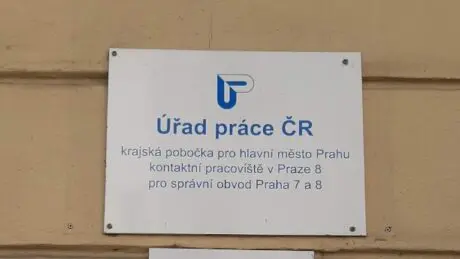 Úřad práce ČR
krajská pobočka pro hlavní město Prahu
kontaktní pracoviště v Praze 8
pro správní obvod Praha 7 a 8